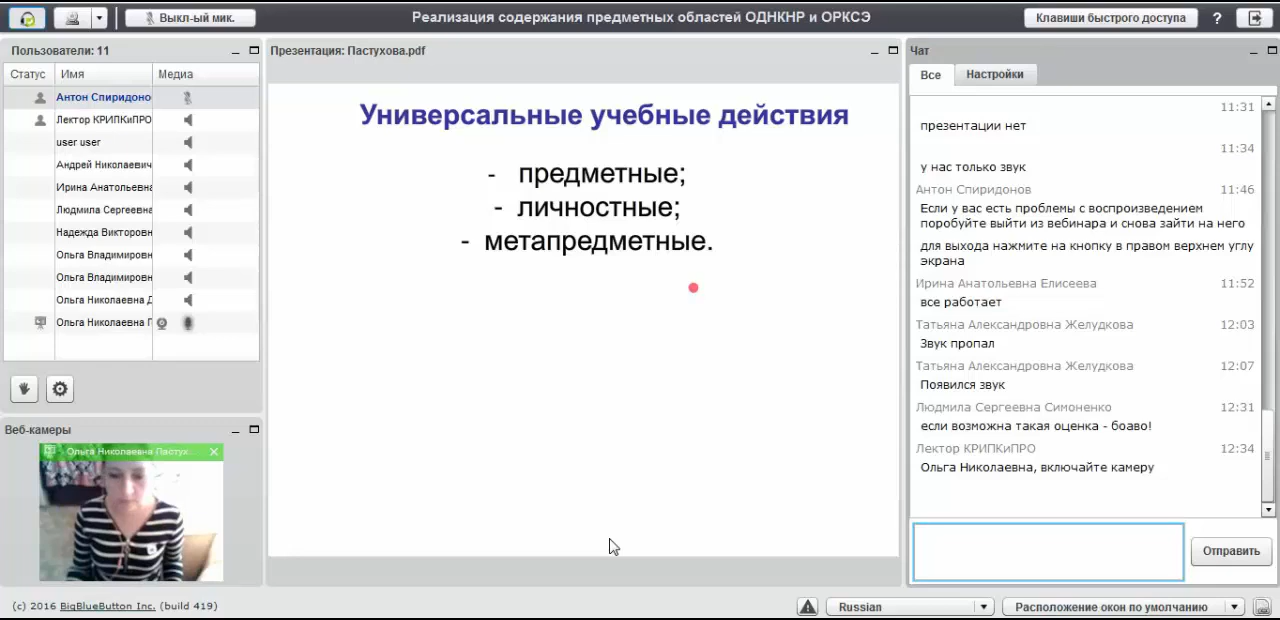 Выкл-ый мик.
Реализация содержания предметных областей ОДНКНР и ОРКСЭ
Клавиши быстрого доступа
?
Пользователи: 11
Статус Имя Медиа
Антон Спиридоно
Лектор КРИПКиПРО
user user
Андрей Николаевич
Ирина Анатольевна
Людмила Сергеевна
Надежда Викторовн
Ольга Владимировн
Ольга Владимировн
Ольга Николаевна Д
Ольга Николаевна П
Веб-камеры
Ольга Николаевна Пастух...
Презентация: Пастухова.pdf
Универсальные учебные действия
- предметные;
- личностные;
- метапредметные.
Чат
Все Настройки
11:31
презентации нет
11:34
у нас только звук
Антон Спиридонов 11:46
Если у вас есть проблемы с воспроизведением
поробуйте выйти из вебинара и снова зайти на него
для выхода нажмите на кнопку в правом верхнем углу
экрана
Ирина Анатольевна Елисеева 11:52
все работает
Татьяна Александровна Желудкова 12:03
Звук пропал
Татьяна Александровна Желудкова 12:07
Появился звук
Людмила Сергеевна Симоненко 12:31
если возможна такая оценка - боаво!
Лектор КРИПКиПРО 12:34
Ольга Николаевна, включайте камеру
Отправить
(c) 2016 BigBlueButton Inc. (build 419)
Russian
Расположение окон по умолчанию